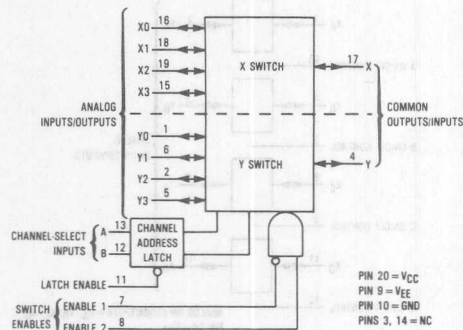 X0 16
X1 18
X2 19
X3 15
X SWITCH
17 X
ANALOG
INPUTS/OUTPUTS
COMMON
OUTPUTS/INPUTS
Y0 1
Y1 6
Y2 2
Y3 5
Y SWITCH
4 Y
CHANNEL-SELECT
INPUTS
A 13
B 12
CHANNEL
ADDRESS
LATCH
LATCH ENABLE 11
SWITCH
ENABLES
ENABLE 1 7
ENABLE 2 8
PIN 20 = VCC
PIN 9 = VEE
PIN 10 = GND
PINS 3, 14 = NC